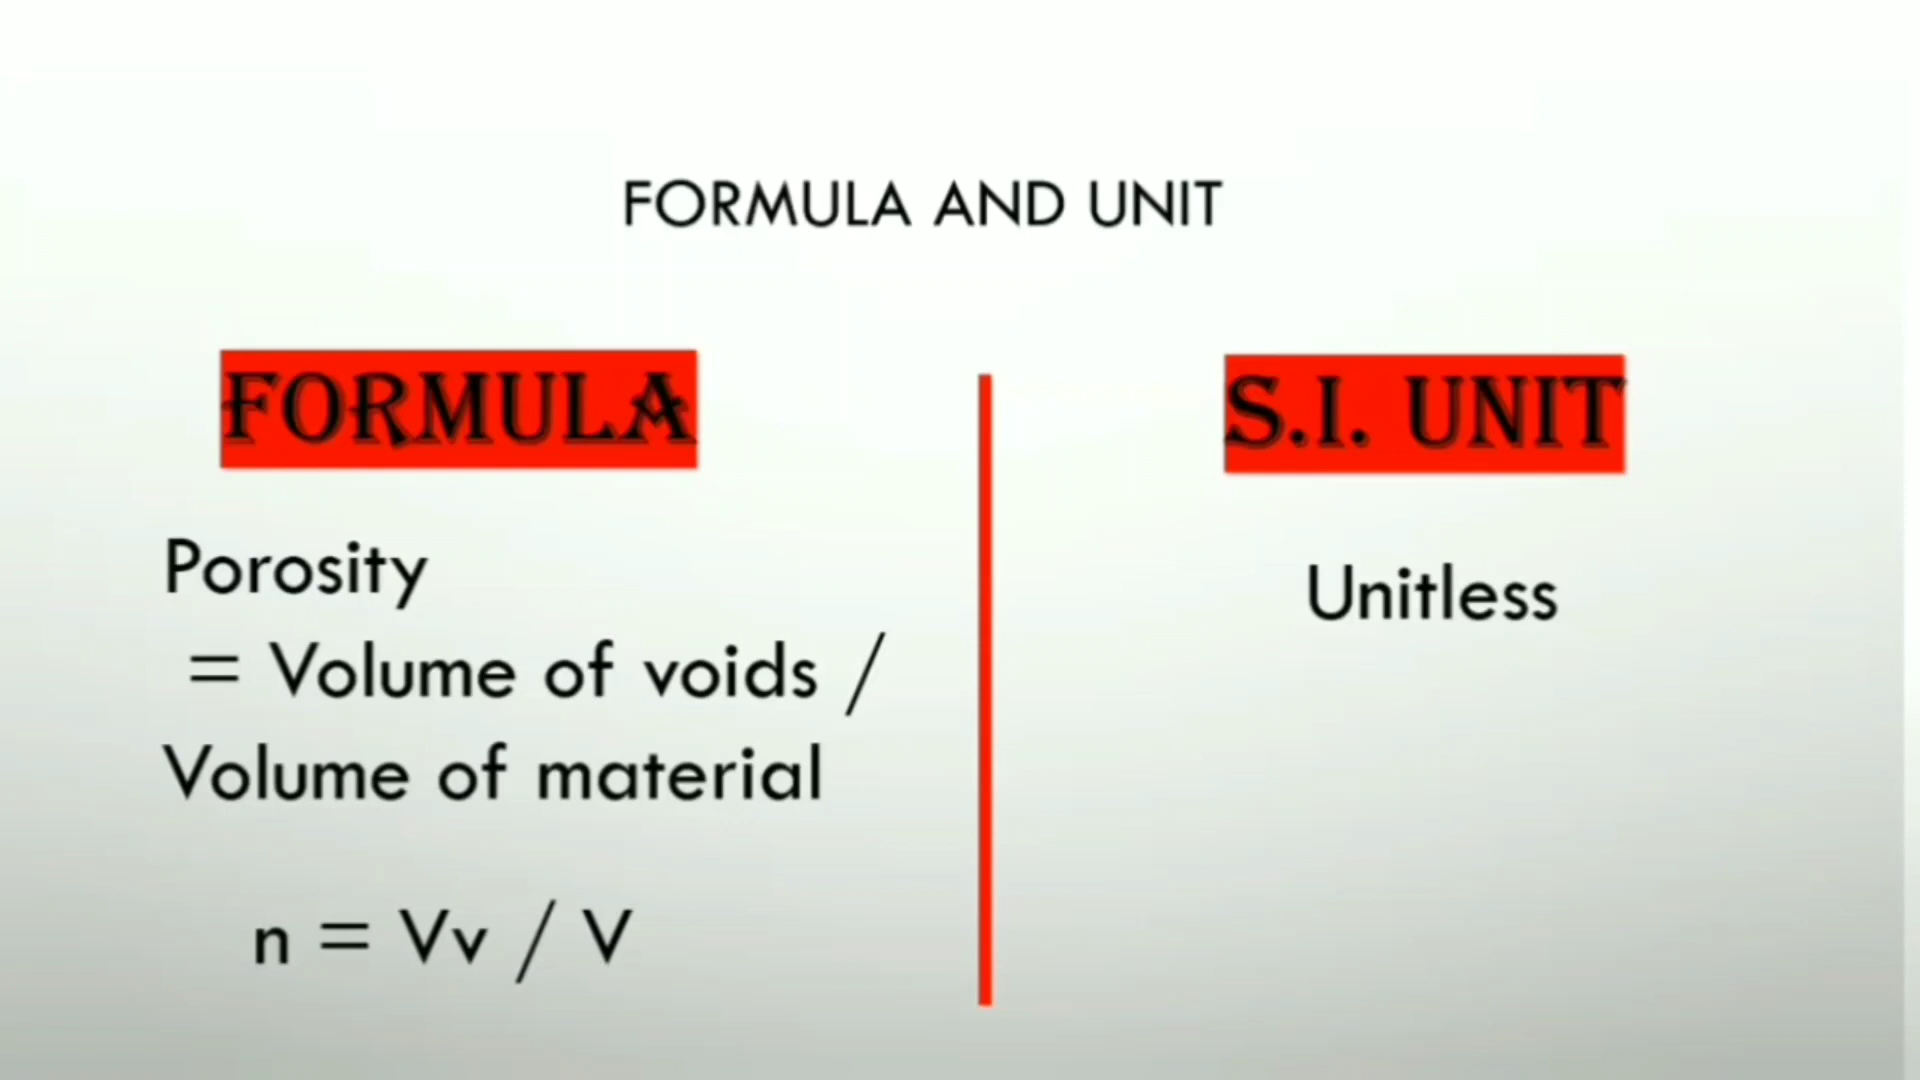 FORMULA AND UNIT
FORMULA
Porosity
= Volume of voids /
Volume of material
n = Vv / V
S.I. UNIT
Unitless